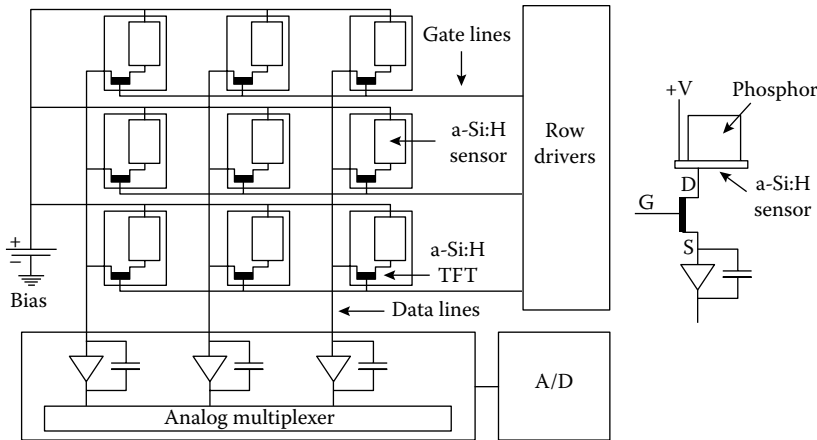 Gate lines
a-Si:H
sensor
Row
drivers
a-Si:H
TFT
+
−
Bias
Data lines
Analog multiplexer
A/D
+V
Phosphor
D
a-Si:H
sensor
G
S